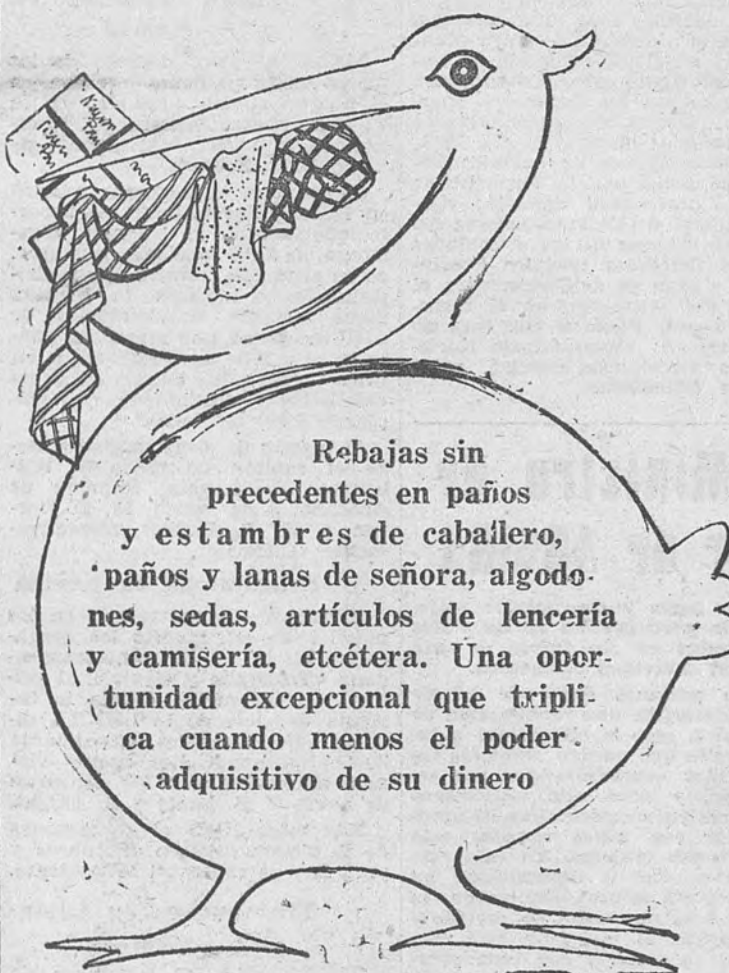 Rebajas sin
precedentes en paños
y estambres de caballero,
paños y lanas de señora, algodo-
nes, sedas, artículos de lencería
y camisería, etcétera. Una opor-
tunidad excepcional que tripli-
ca cuando menos el poder
adquisitivo de su dinero